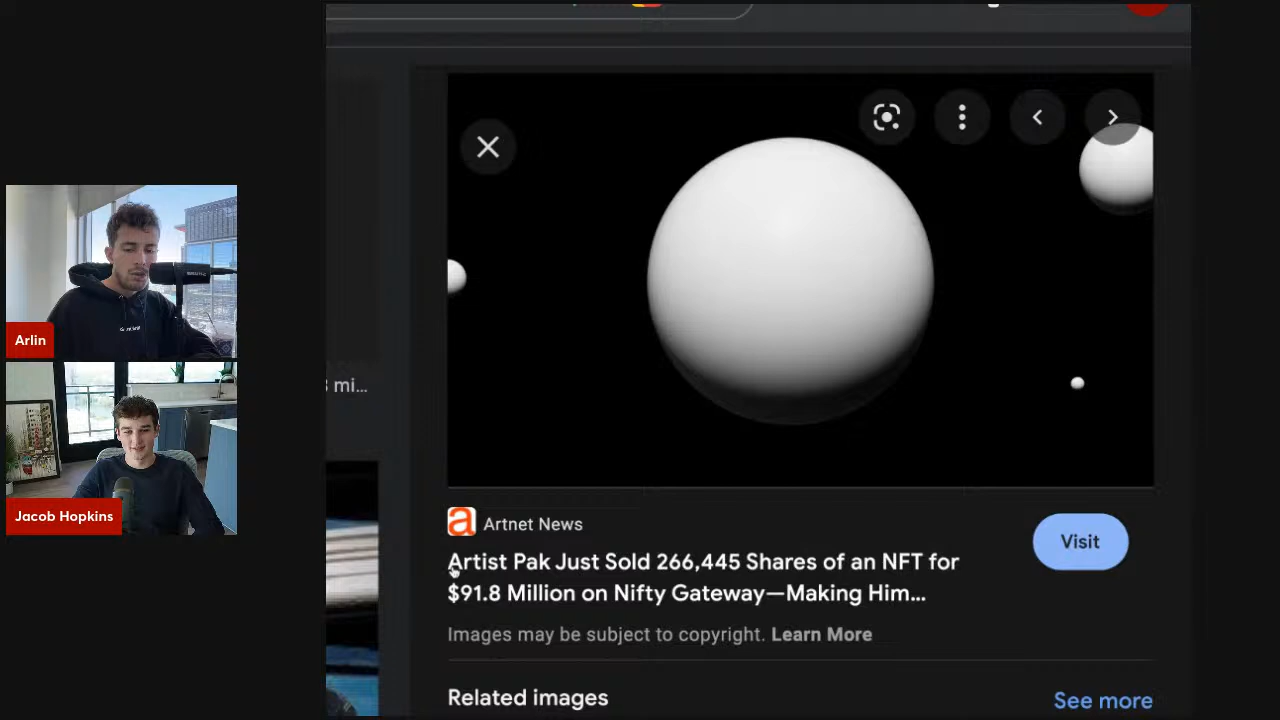 Arlin
Jacob Hopkins
mi...
a Artnet News
Artist Pak Just Sold 266,445 Shares of an NFT for
$91.8 Million on Nifty Gateway—Making Him...
Visit
Images may be subject to copyright. Learn More
Related images
See more